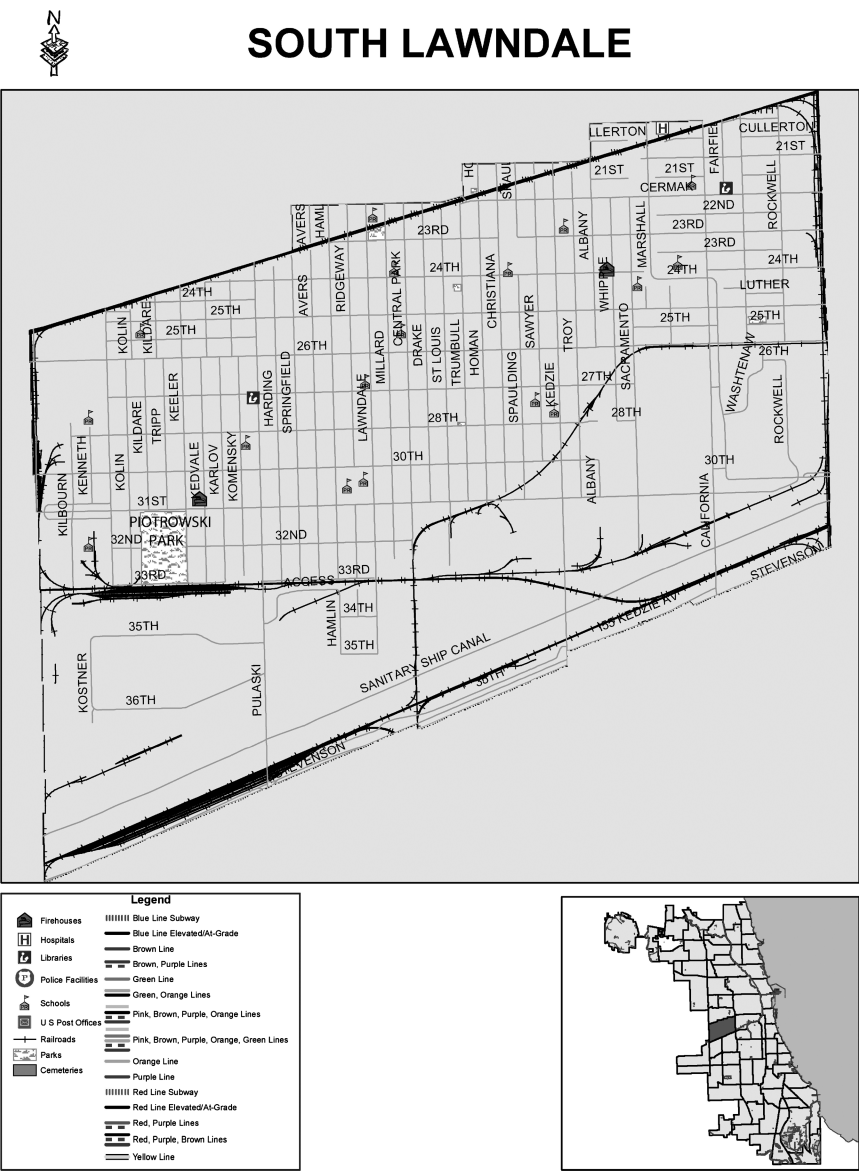 N
SOUTH LAWNDALE
CULLERTON
LLERTON
H
21ST
21ST
21ST
FAIRFIE
CERMAK
ROCKWELL
22ND
23RD
23RD
23RD
AVERS
HAML
ALBANY
MARSHALL
24TH
24TH
24TH
24TH
LUTHER
RIDGEWAY
AVERS
CENTRAL PARK
CHRISTIANA
WHIPPLE
24TH
25TH
25TH
25TH
25TH
KOLIN
KILDARE
26TH
26TH
MILLARD
DRAKE
ST LOUIS
TRUMBULL
HOMAN
SAWYER
TROY
SACRAMENTO
WASHTENAW
27TH
KEELER
HARDING
SPRINGFIELD
LAWNDALE
SPAULDING
KEDZIE
28TH
28TH
ROCKWELL
KILDARE
TRIPP
KENNETH
KOLIN
KARLOV
KOMENSKY
30TH
30TH
KILBOURN
ALBANY
CALIFORNIA
31ST
PIOTROWSKI
PARK
32ND
32ND
33RD
33RD
ACCESS
STEVENSON
I55 KEDZIE AV
34TH
HAMLIN
35TH
35TH
SANITARY SHIP CANAL
KOSTNER
36TH
PULASKI
STEVENSON
Legend
Firehouses
H Hospitals
Libraries
P Police Facilities
Schools
U S Post Offices
Railroads
Parks
Cemeteries
Blue Line Subway
Blue Line Elevated/At-Grade
Brown Line
Brown, Purple Lines
Green Line
Green, Orange Lines
Pink, Brown, Purple, Orange Lines
Pink, Brown, Purple, Orange, Green Lines
Orange Line
Purple Line
Red Line Subway
Red Line Elevated/At-Grade
Red, Purple Lines
Red, Purple, Brown Lines
Yellow Line